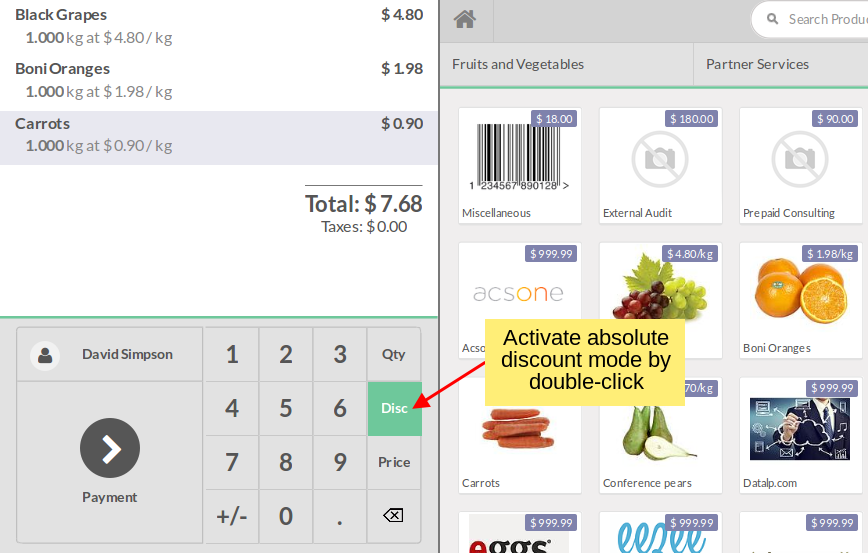 Black Grapes $ 4.80
1.000 kg at $ 4.80 / kg
Boni Oranges $ 1.98
1.000 kg at $ 1.98 / kg
Carrots $ 0.90
1.000 kg at $ 0.90 / kg
Total: $ 7.68
Taxes: $ 0.00
David Simpson
Payment
1 2 3 Qty
4 5 6 Disc
7 8 9 Price
+/- 0 .
Search Produ
Fruits and Vegetables Partner Services
$ 18.00 $ 180.00 $ 90.00
1 234567 890128 >
Miscellaneous External Audit Prepaid Consulting
$ 999.99 $ 4.80/kg $ 1.98/kg
acsone
Acso Boni Oranges
Activate absolute
discount mode by
double-click
70/kg $ 999.99
Carrots Conference pears Datalp.com
$ 999.99 $ 999.99 $ 999.99
eggs